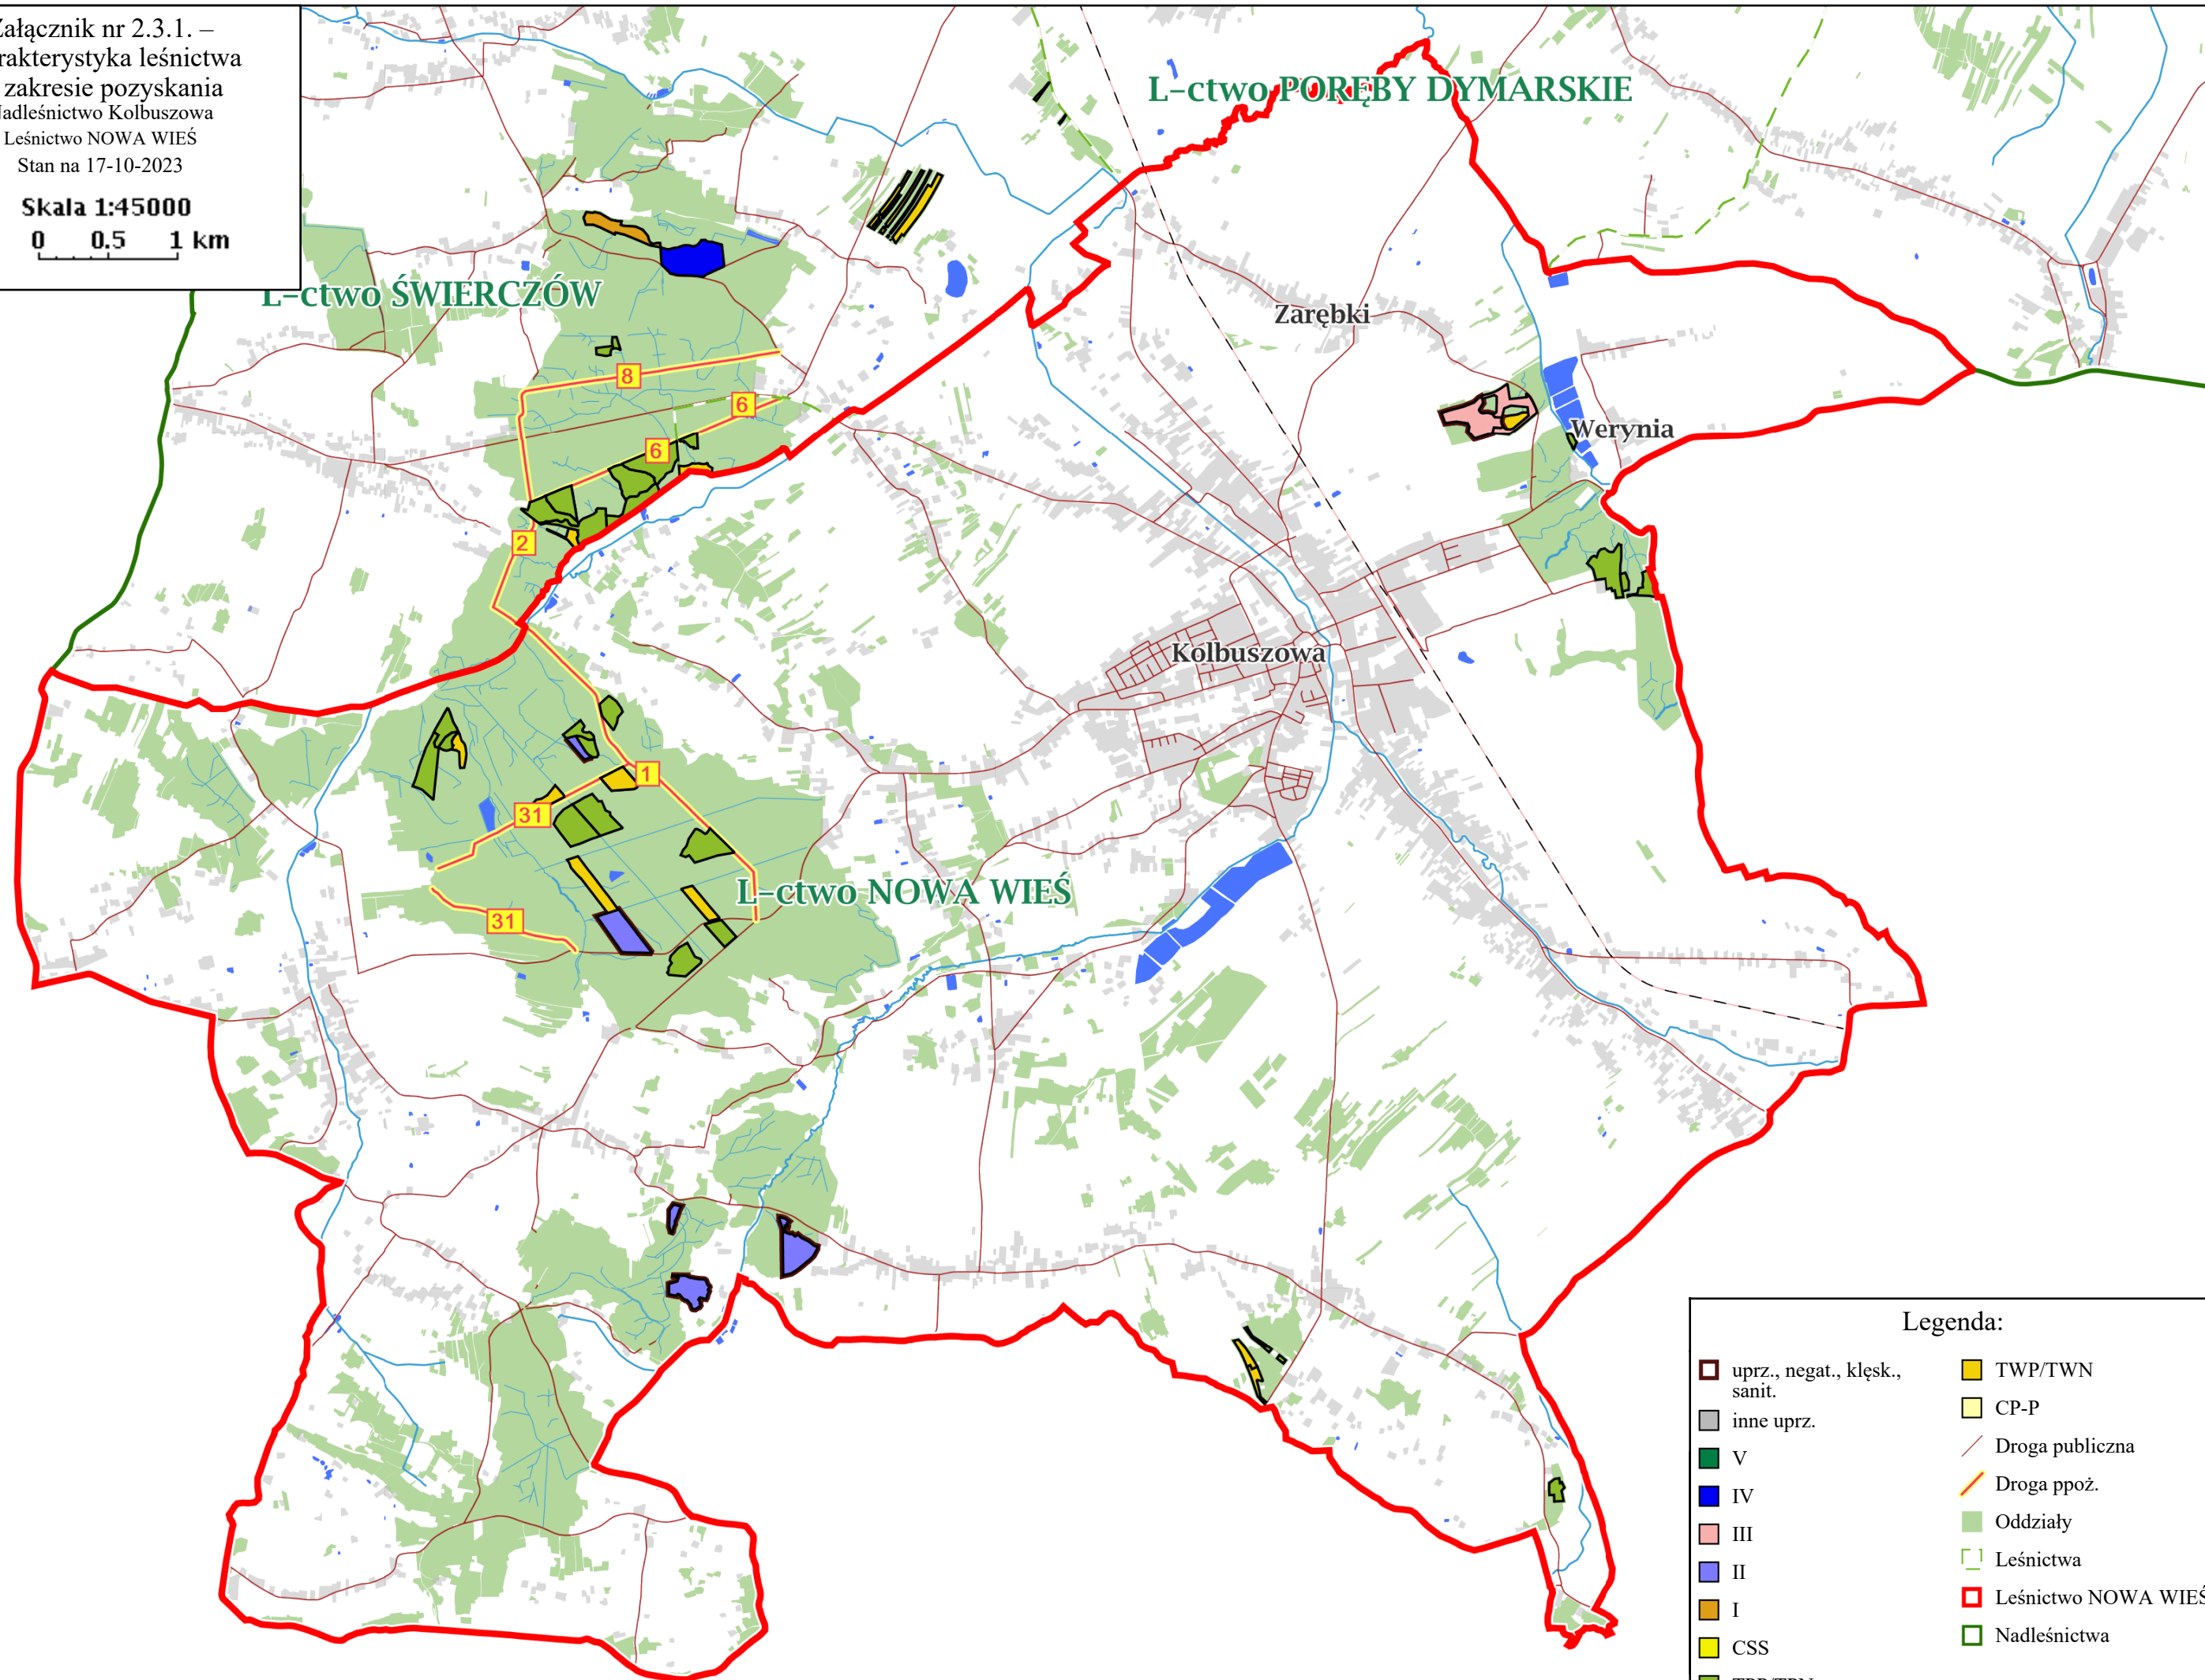 Załącznik nr 2.3.1. –
rakterystyka leśnictwa
zakresie pozyskania
Nadleśnictwo Kolbuszowa
Leśnictwo NOWA WIEŚ
Stan na 17-10-2023
Skala 1:45000
0 0.5 1 km
L-ctwo PORĘBY DYMARSKIE
L-ctwo ŚWIERCZÓW
Zarębki
8
6
6
Werynia
2
Kolbuszowa
1
31
L-ctwo NOWA WIEŚ
31
Legenda:
uprz., negat., klęsk.,
sanit.
inne uprz.
V
IV
III
II
I
CSS
TWP/TWN
CP-P
Droga publiczna
Droga ppoż.
Oddziały
Leśnictwa
Leśnictwo NOWA WIEŚ
Nadleśnictwa